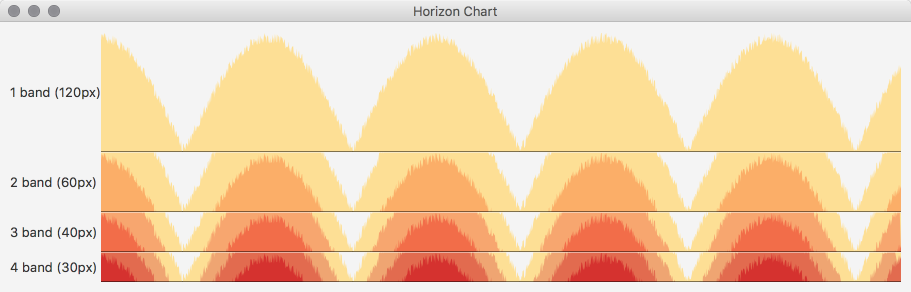 Horizon Chart
1 band (120px)
2 band (60px)
3 band (40px)
4 band (30px)